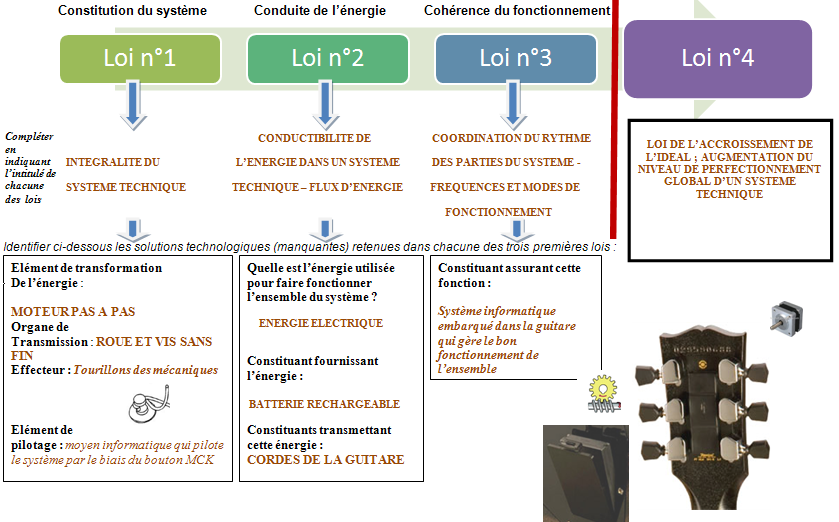 Constitution du système
Conduite de l'énergie
Cohérence du fonctionnement
Loi n°1
Loi n°2
Loi n°3
Loi n°4
Compléter
en
indiquant
l'intitulé de
chacune
des lois
INTEGRALITE DU
SYSTEME TECHNIQUE
CONDUCTIBILITE DE
L'ENERGIE DANS UN SYSTEME
TECHNIQUE – FLUX D'ENERGIE
COORDINATION DU RYTHME
DES PARTIES DU SYSTEME -
FREQUENCES ET MODES DE
FONCTIONNEMENT
LOI DE L'ACCROISSEMENT DE
L'IDEAL ; AUGMENTATION DU
NIVEAU DE PERFECTIONNEMENT
GLOBAL D'UN SYSTEME
TECHNIQUE
Identifier ci-dessous les solutions technologiques (manquantes) retenues dans chacune des trois premières lois :
Elément de transformation
De l'énergie :
MOTEUR PAS A PAS
Organe de
Transmission : ROUE ET VIS SANS
FIN
Effecteur : Tourillons des mécaniques
Elément de
pilotage : moyen informatique qui pilote
le système par le biais du bouton MCK
Quelle est l'énergie utilisée
pour faire fonctionner
l'ensemble du système ?
ENERGIE ELECTRIQUE
Constituant fournissant
l'énergie :
BATTERIE RECHARGEABLE
Constituants transmettant
cette énergie :
CORDES DE LA GUITARE
Constituant assurant cette
fonction :
Système informatique
embarqué dans la guitare
qui gère le bon
fonctionnement de
l'ensemble